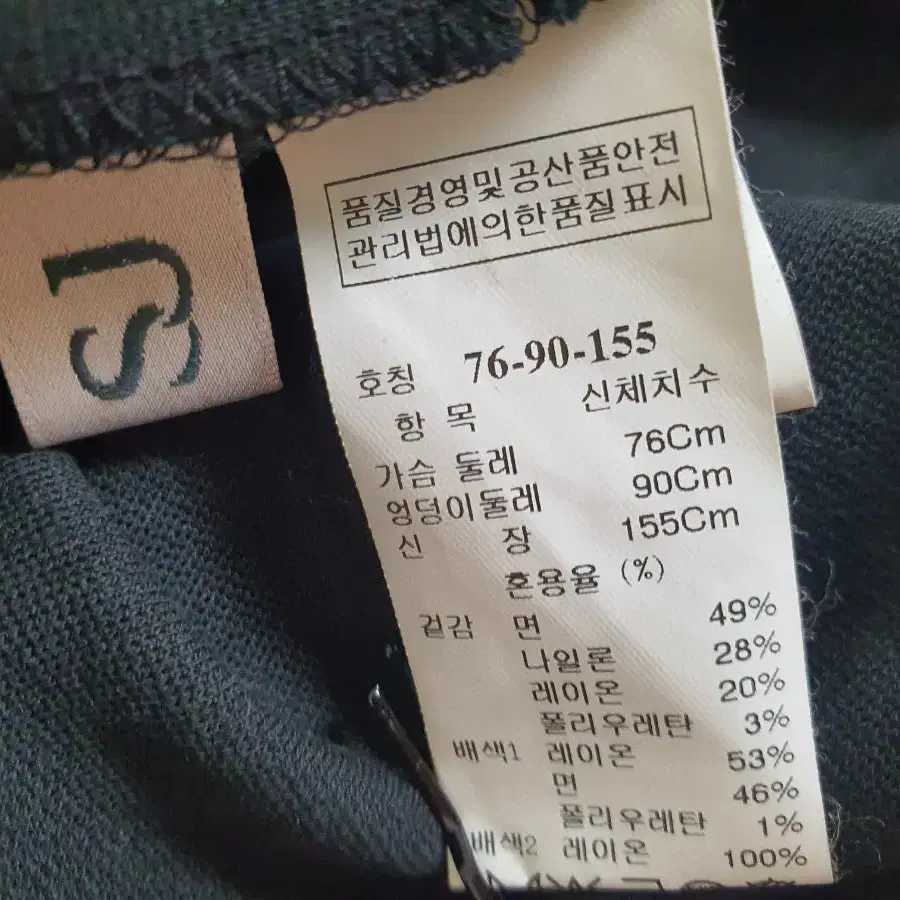 SJ
품질경영및공산품안전
관리법에의한품질표시
호칭 76-90-155
항 목 신체치수
가슴 둘레 76Cm
엉덩이둘레 90Cm
신 장 155Cm
혼용율 (%)
겉감 면 49%
나일론 28%
레이온 20%
폴리우레탄 3%
배색1 레이온 53%
면 46%
폴리우레탄 1%
배색2 레이온 100%